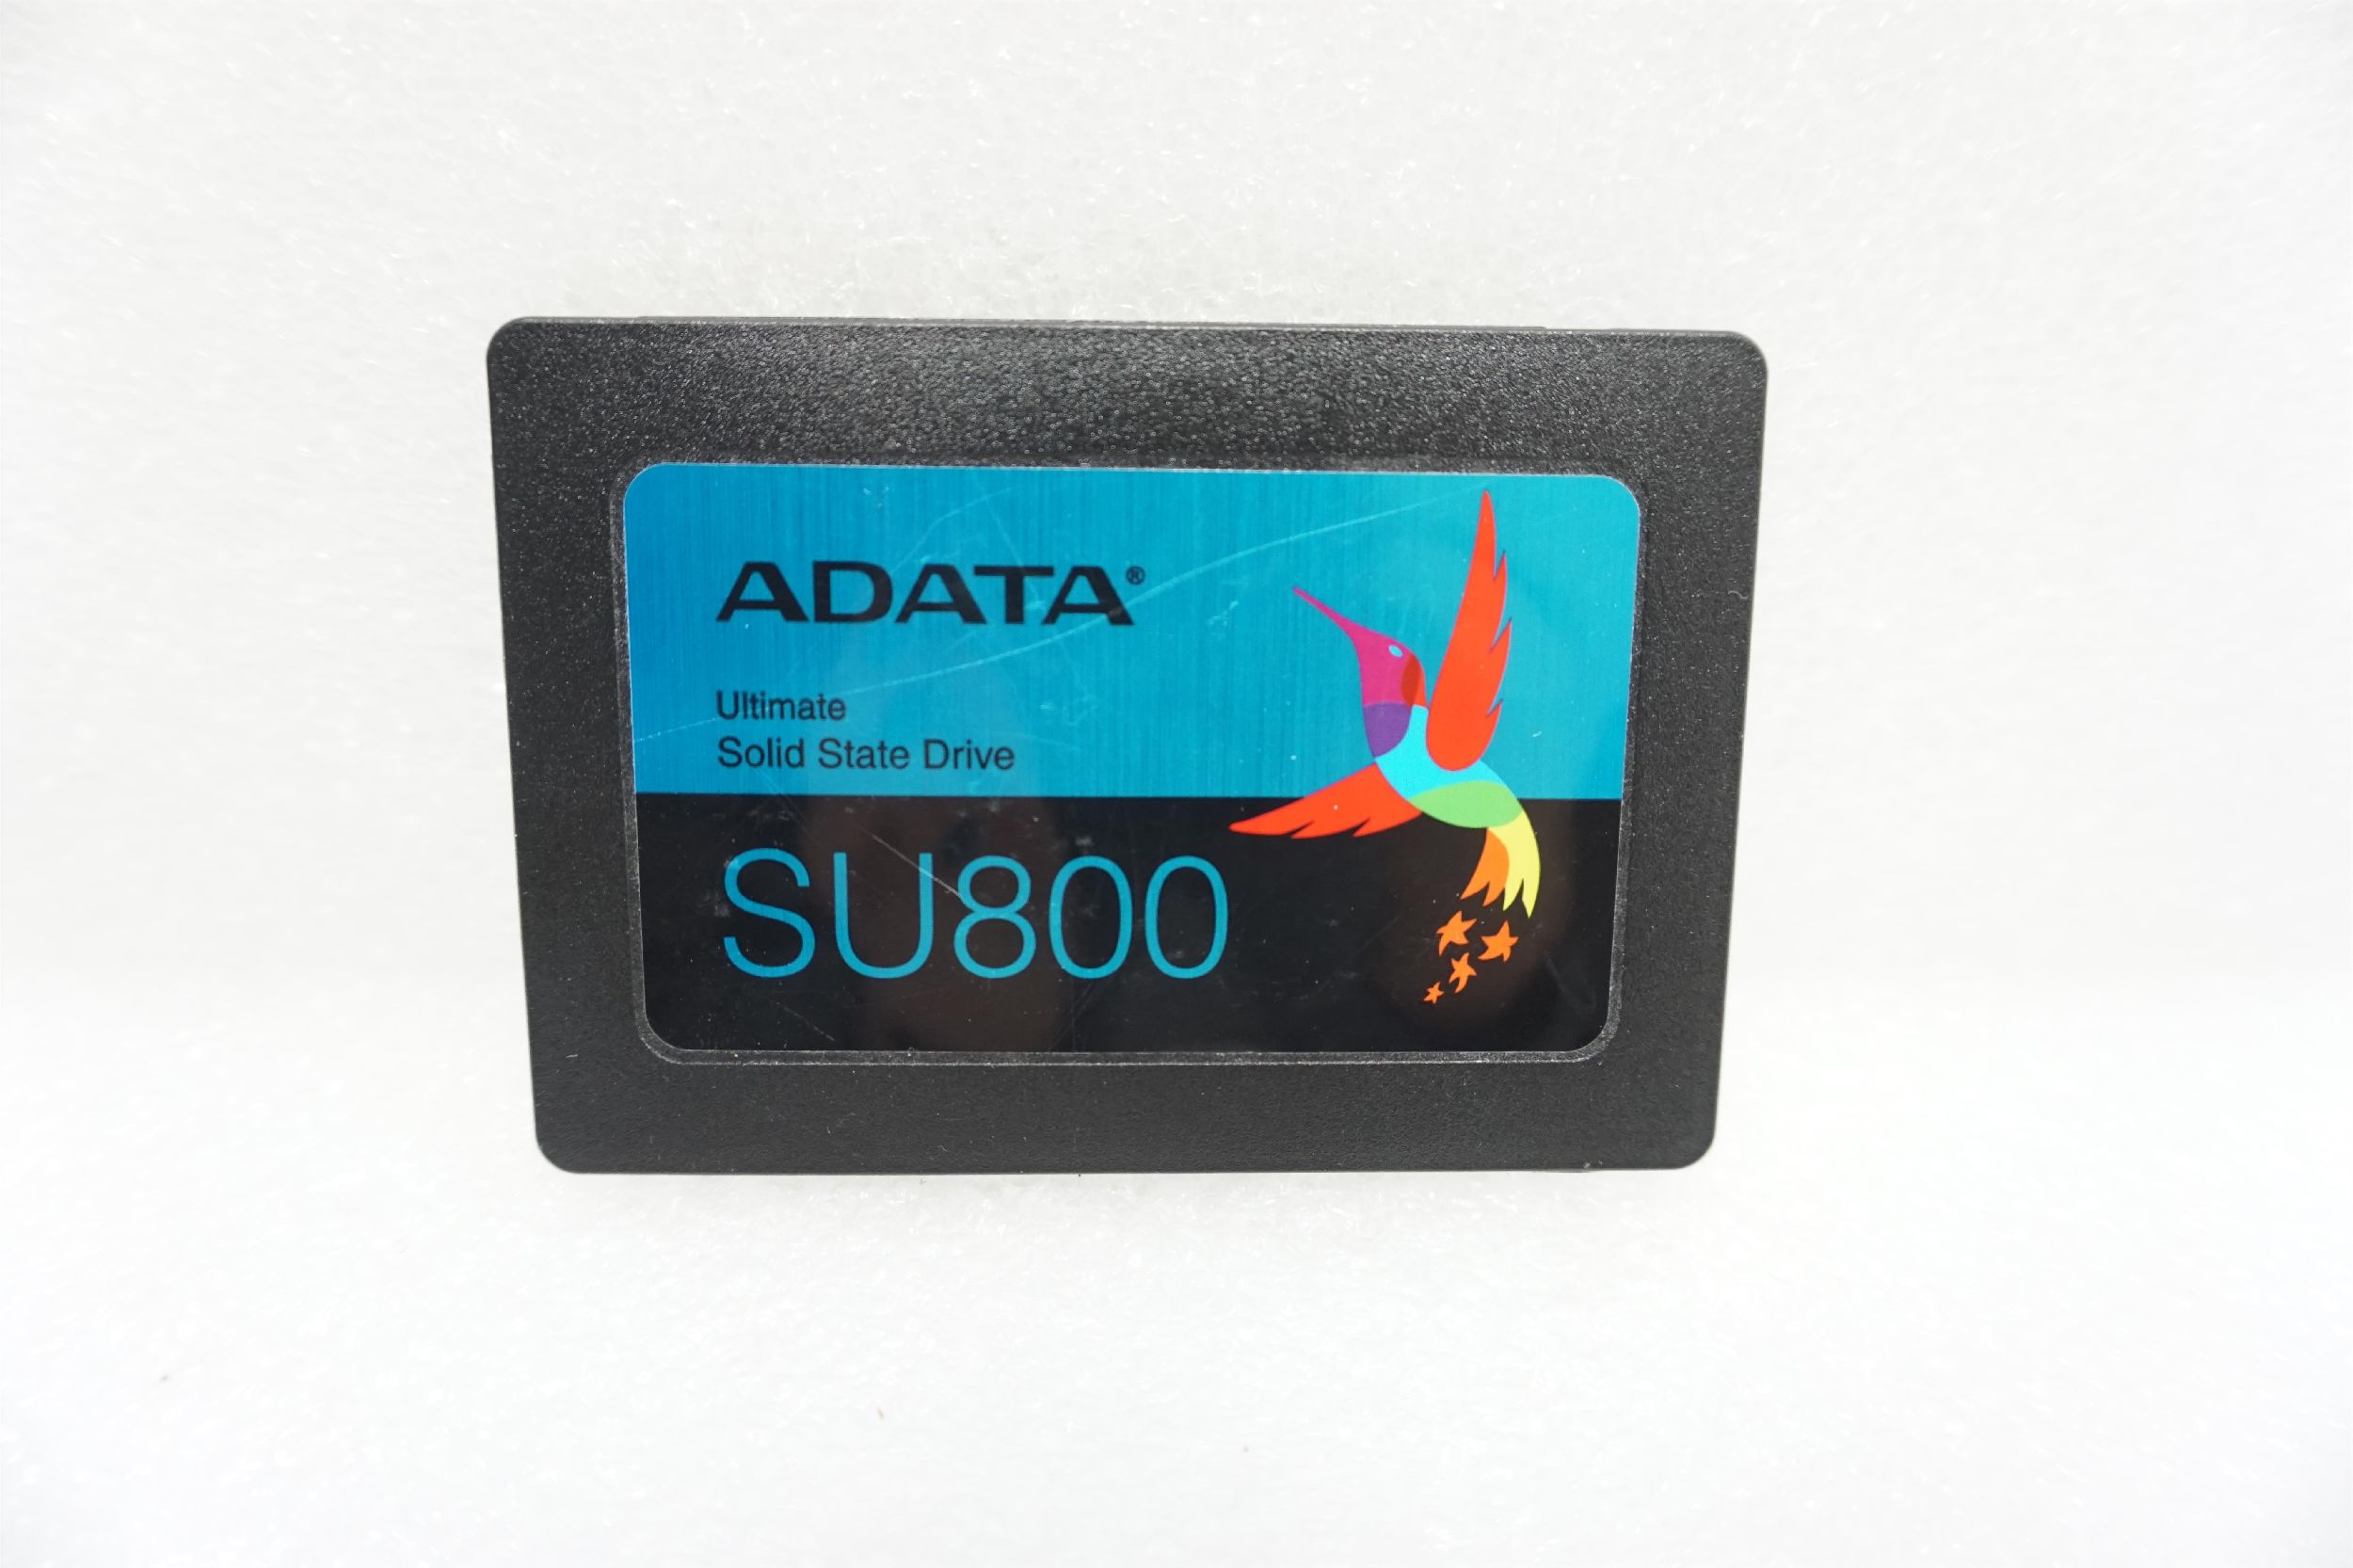 ADATA®
Ultimate
Solid State Drive
SU800